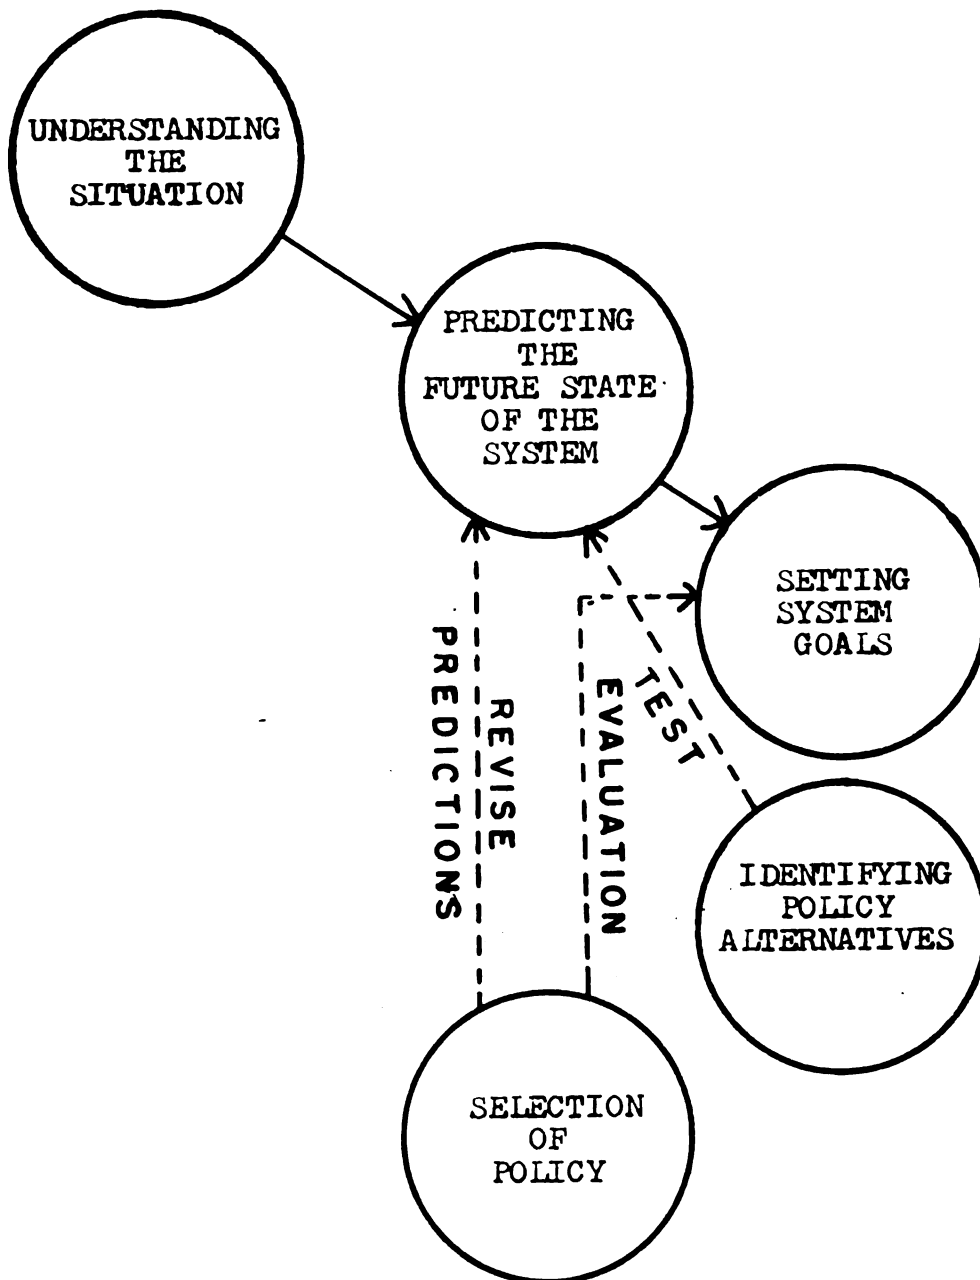 UNDERSTANDING
THE
SITUATION
PREDICTING
THE
FUTURE STATE
OF THE
SYSTEM
SETTING
SYSTEM
GOALS
REVISE
PREDICTIONS
EVALUATION
TEST
IDENTIFYING
POLICY
ALTERNATIVES
SELECTION
OF
POLICY